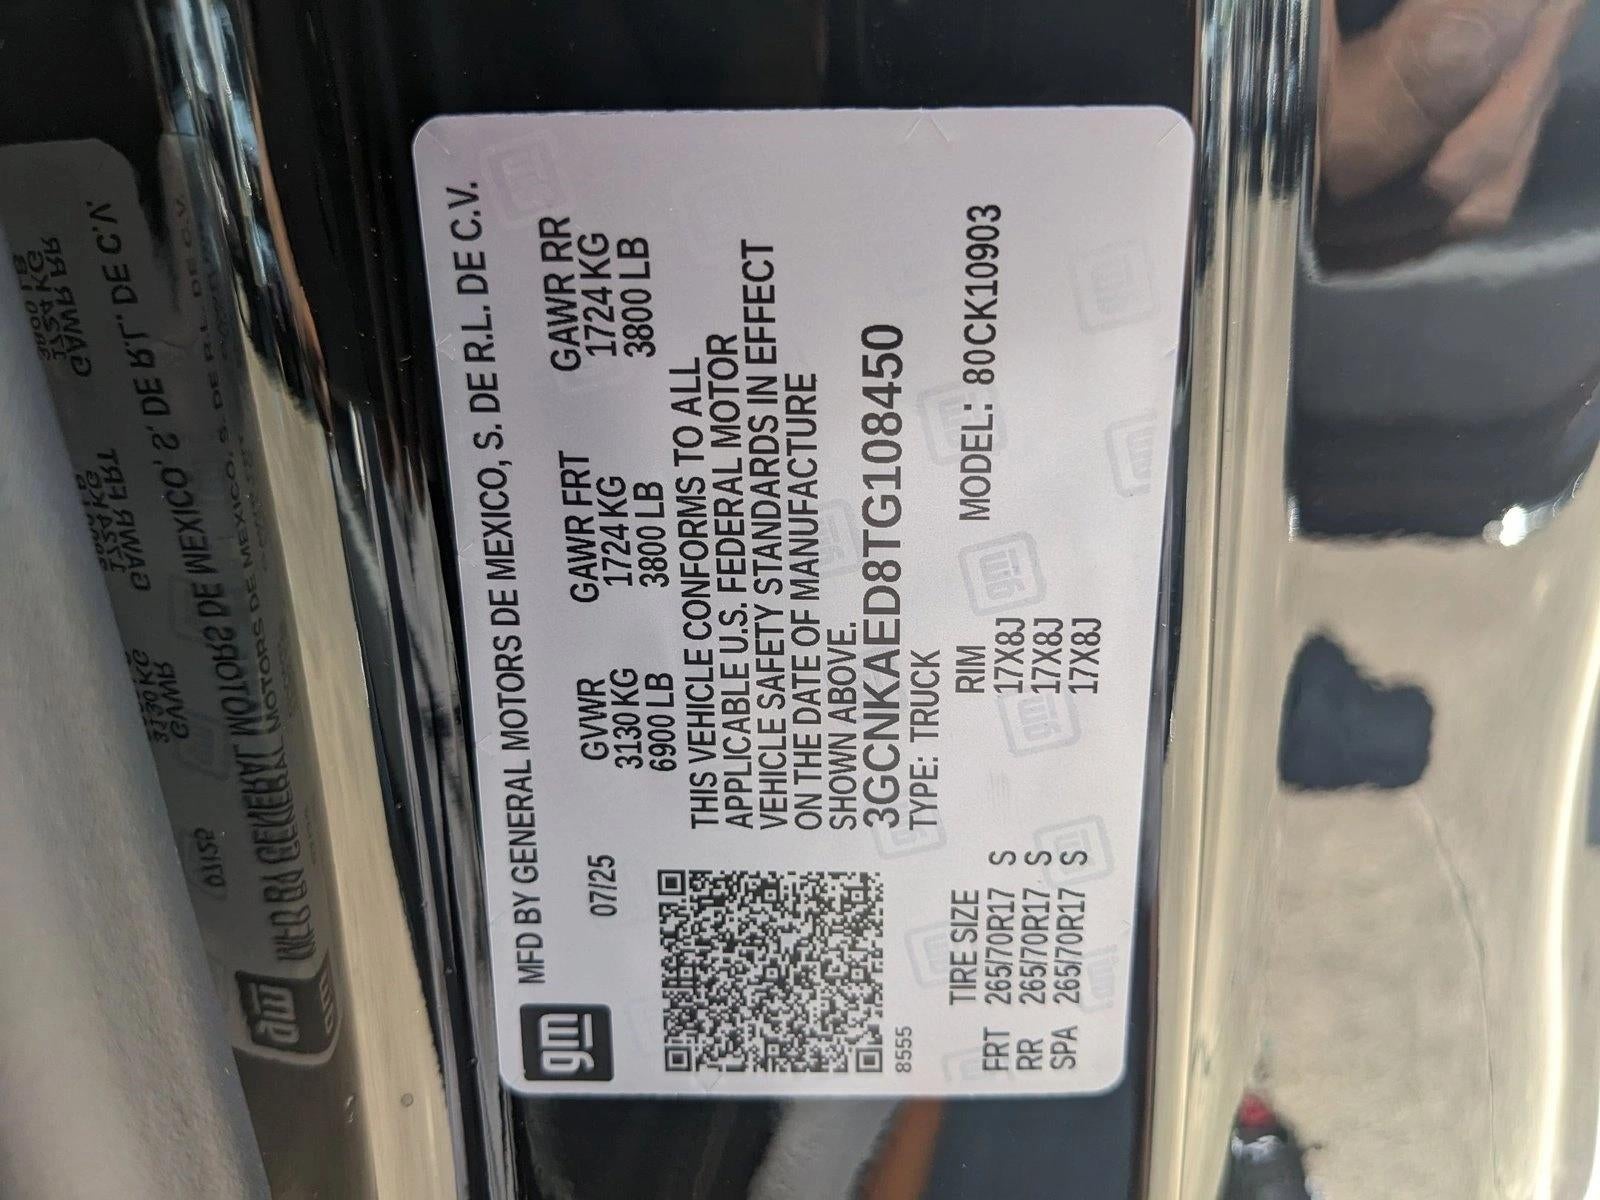 gm
MFD BY GENERAL MOTORS DE MEXICO, S. DE R.L. DE C.V.
07/25
GVWR GAWR FRT GAWR RR
3130 KG 1724 KG 1724 KG
6900 LB 3800 LB 3800 LB
THIS VEHICLE CONFORMS TO ALL
APPLICABLE U.S. FEDERAL MOTOR
VEHICLE SAFETY STANDARDS IN EFFECT
ON THE DATE OF MANUFACTURE
SHOWN ABOVE.
3GCNKAED8TG108450
8555
TYPE: TRUCK MODEL: 80CK10903
TIRE SIZE RIM
FRT 265/70R17 S 17X8J
RR 265/70R17 S 17X8J
SPA 265/70R17 S 17X8J